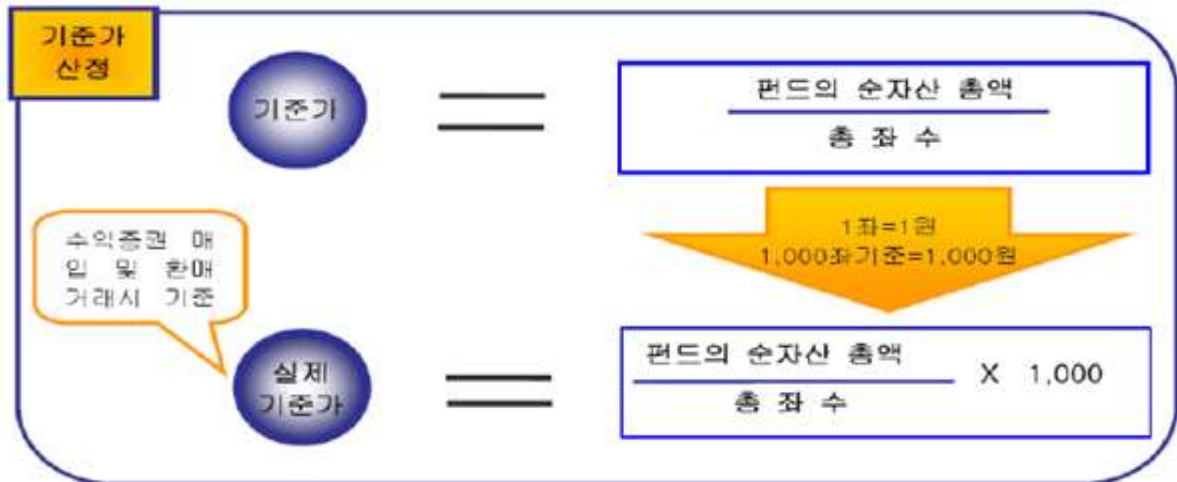 기준가
산정
기준가
펀드의 순자산 총액
총 좌 수
1좌=1원
1,000좌기준=1,000원
수익증권 매
입 및 환매
거래시 기준
실제
기준가
펀드의 순자산 총액
총 좌 수
X 1,000